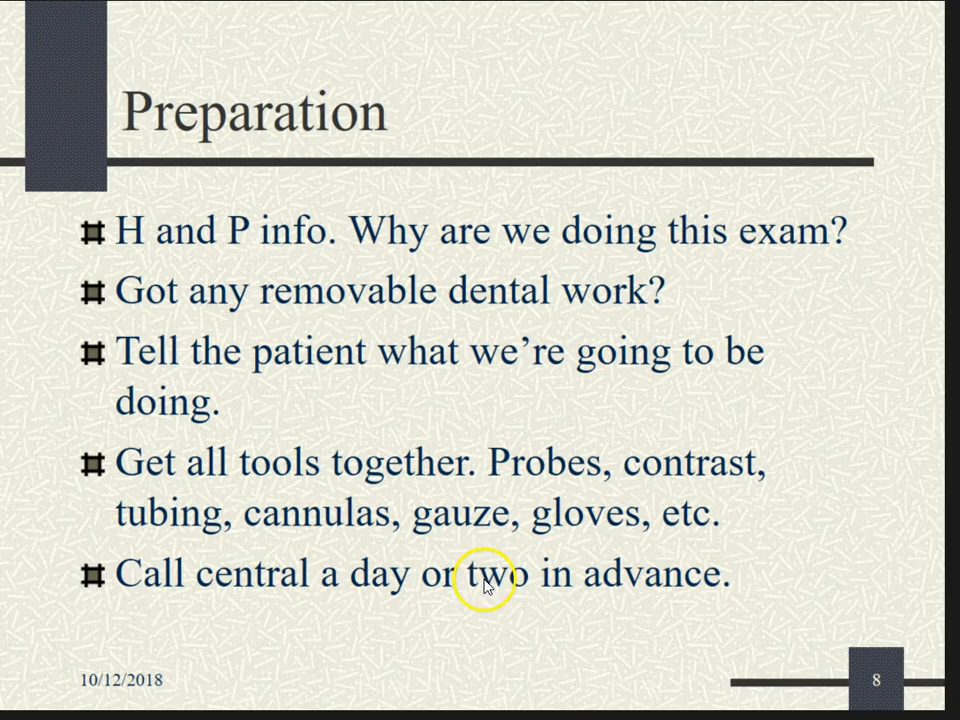 Preparation
H and P info. Why are we doing this exam?
Got any removable dental work?
Tell the patient what we’re going to be
doing.
Get all tools together. Probes, contrast,
tubing, cannulas, gauze, gloves, etc.
Call central a day or two in advance.
10/12/2018
8